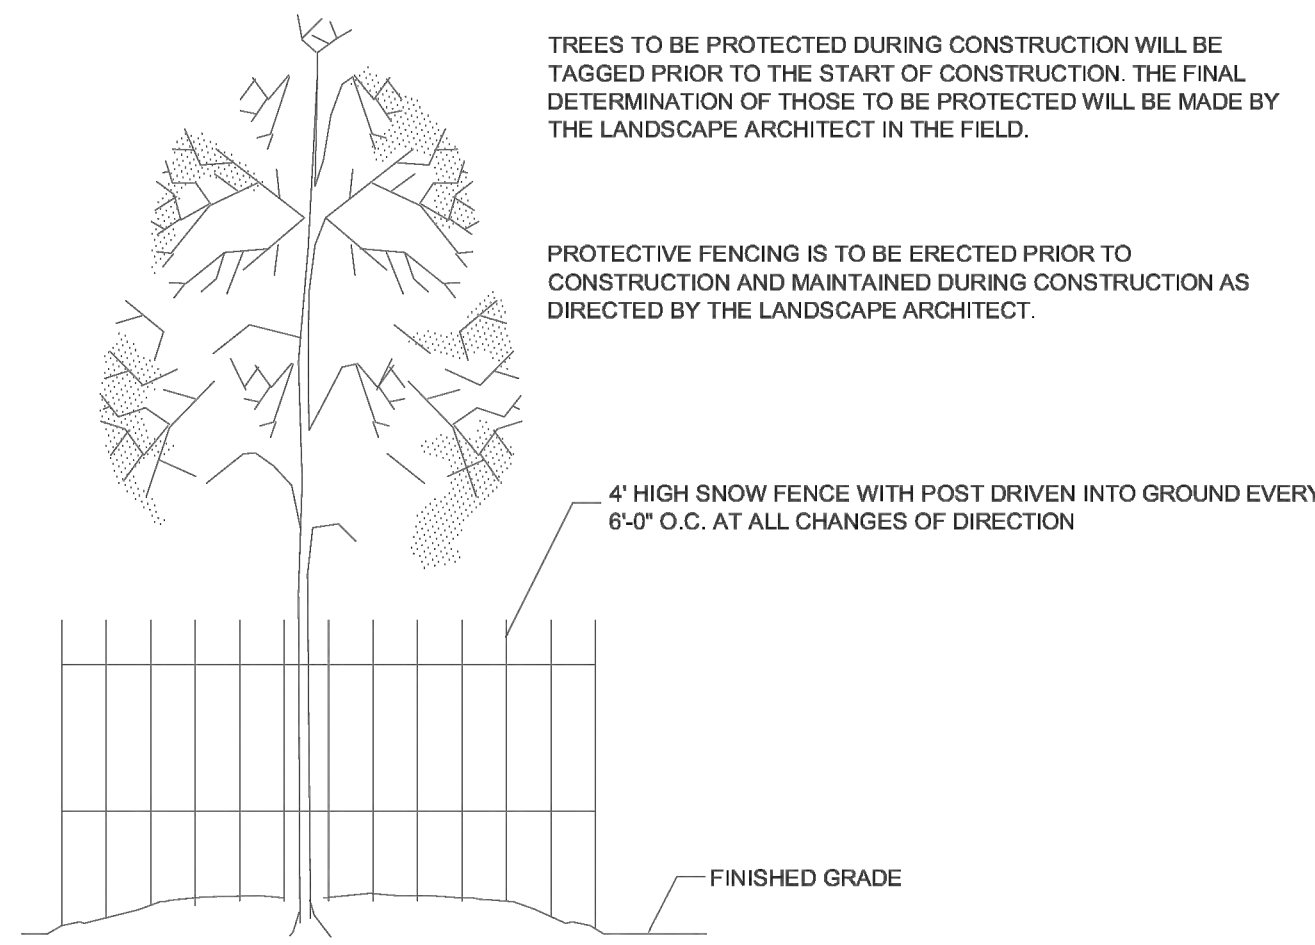 TREES TO BE PROTECTED DURING CONSTRUCTION WILL BE
TAGGED PRIOR TO THE START OF CONSTRUCTION. THE FINAL
DETERMINATION OF THOSE TO BE PROTECTED WILL BE MADE BY
THE LANDSCAPE ARCHITECT IN THE FIELD.
PROTECTIVE FENCING IS TO BE ERECTED PRIOR TO
CONSTRUCTION AND MAINTAINED DURING CONSTRUCTION AS
DIRECTED BY THE LANDSCAPE ARCHITECT.
4' HIGH SNOW FENCE WITH POST DRIVEN INTO GROUND EVERY
6'-0" O.C. AT ALL CHANGES OF DIRECTION
FINISHED GRADE